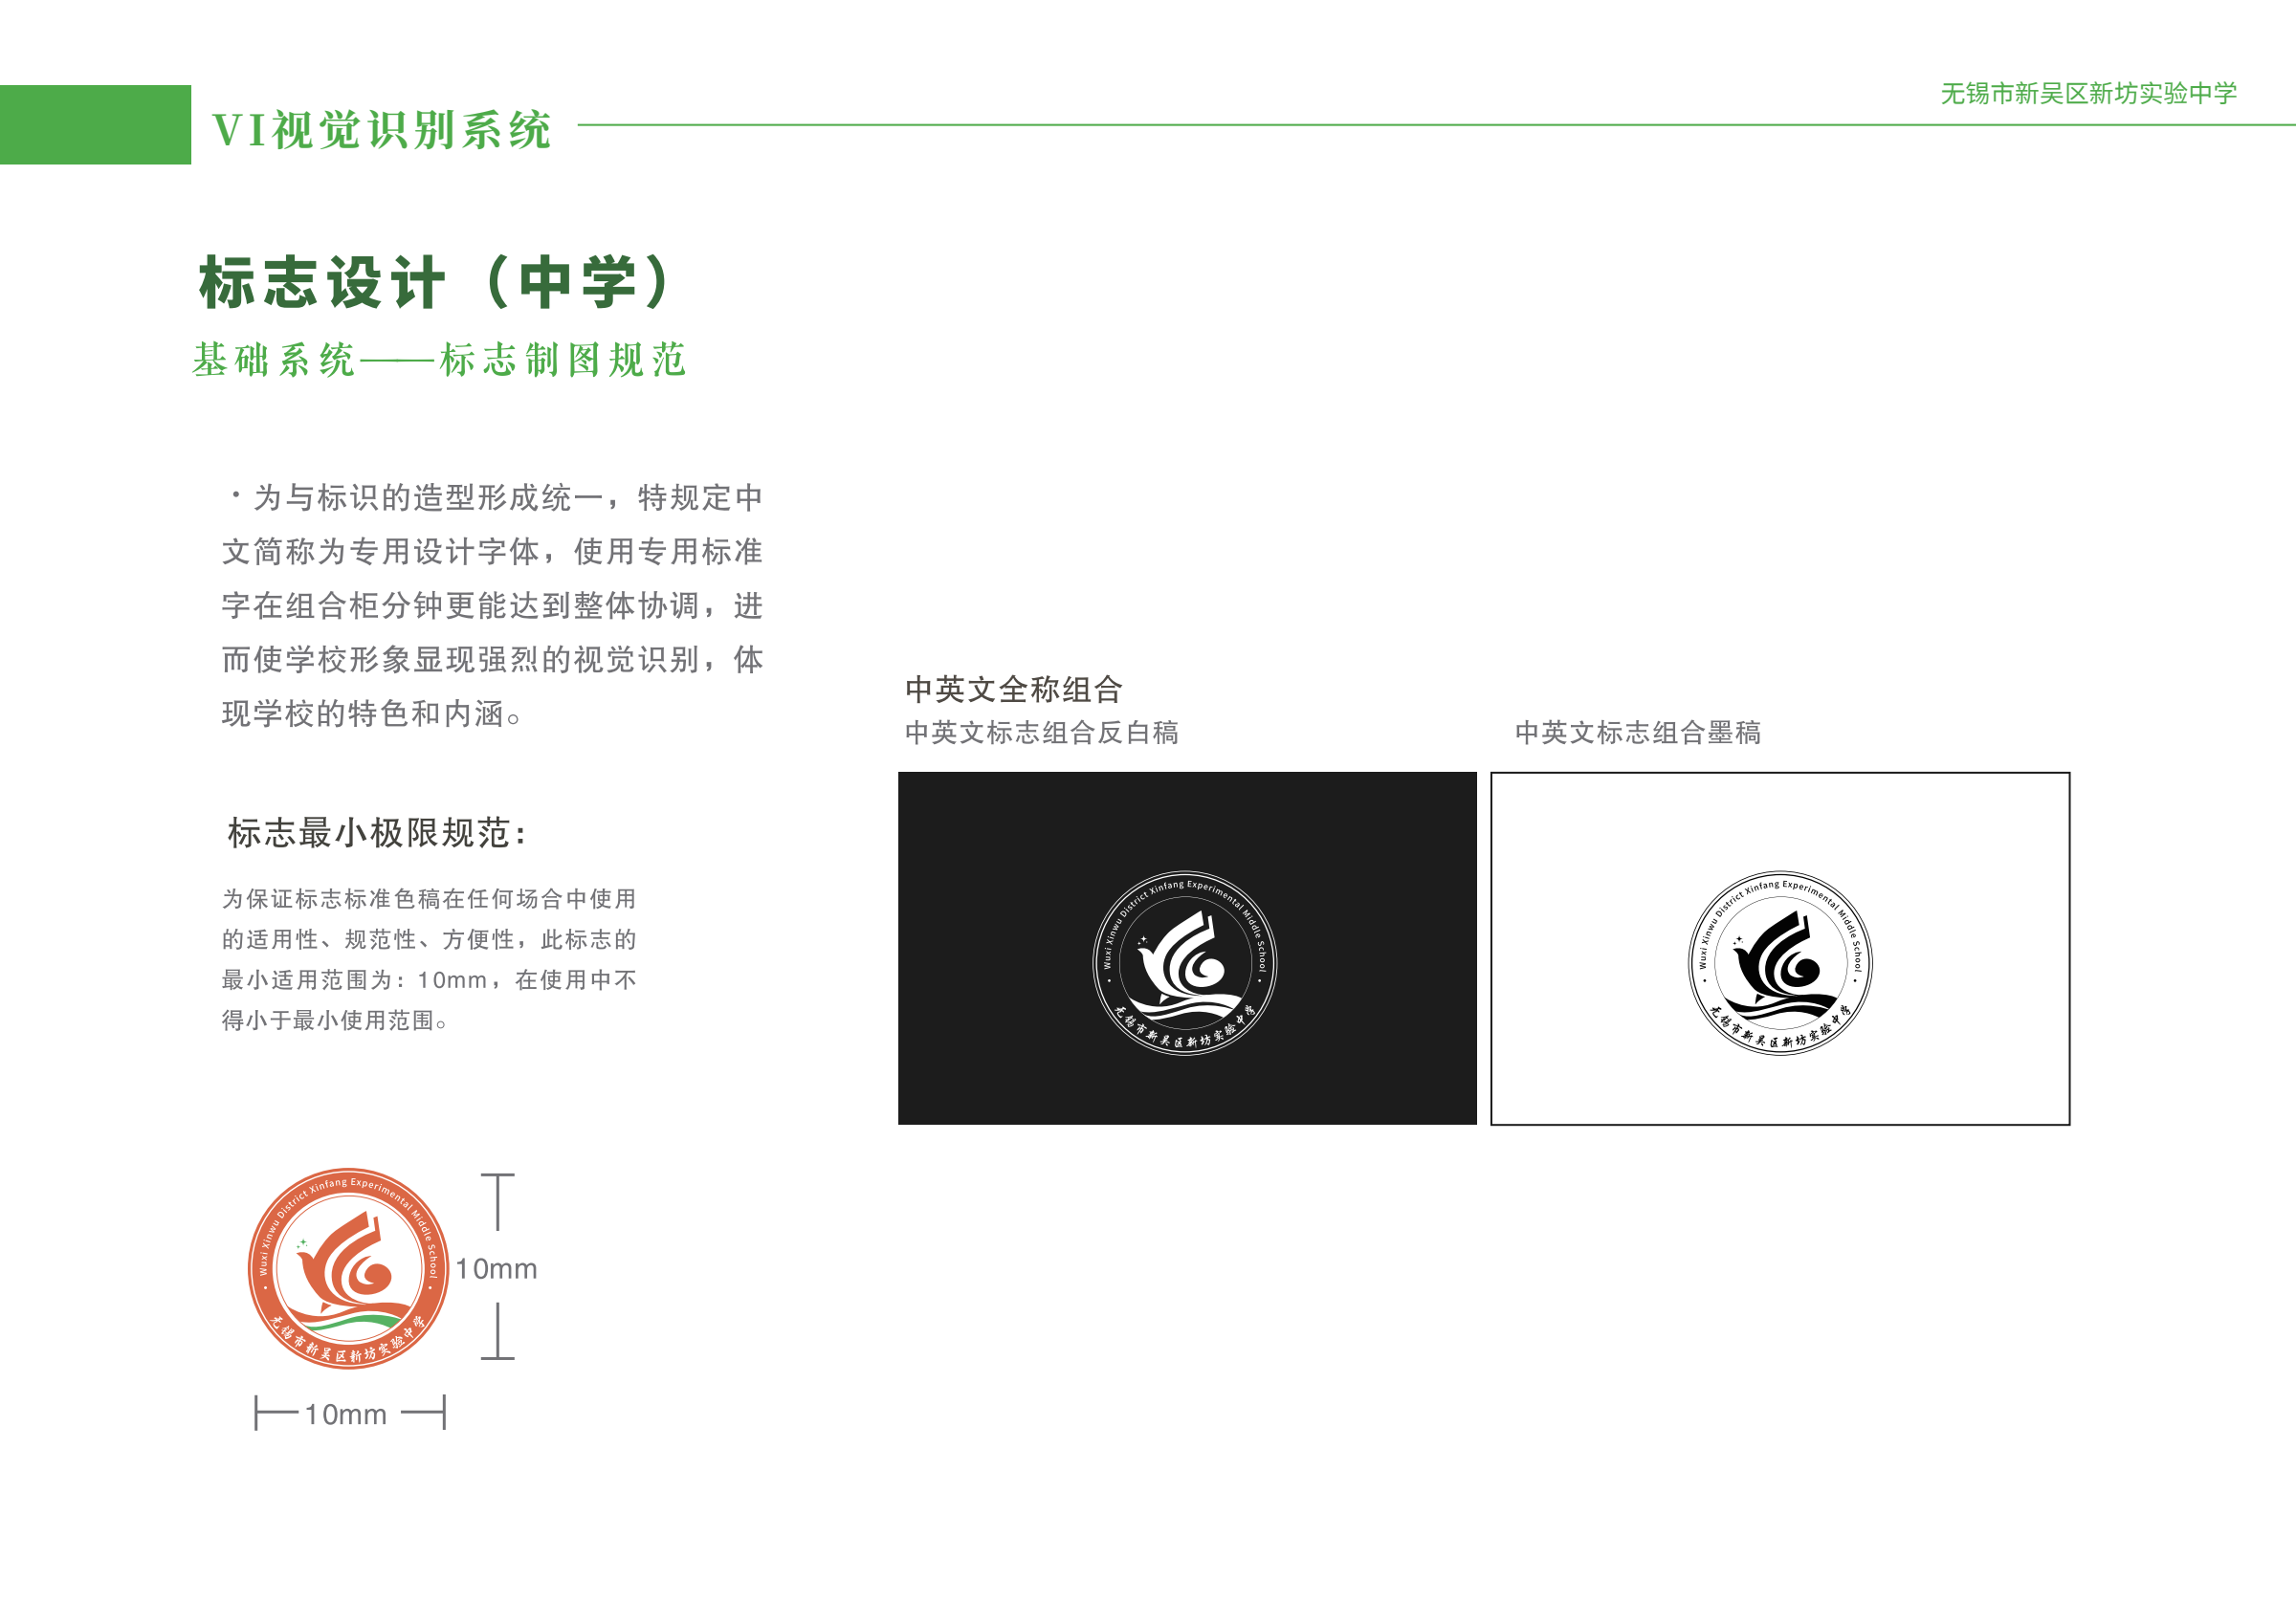 无锡市新吴区新坊实验中学
VI视觉识别系统
标志设计（中学）
基础系统——标志制图规范
·为与标识的造型形成统一，特规定中
文简称为专用设计字体，使用专用标准
字在组合柜分钟更能达到整体协调，进
而使学校形象显现强烈的视觉识别，体
现学校的特色和内涵。
标志最小极限规范：
为保证标志标准色稿在任何场合中使用
的适用性、规范性、方便性，此标志的
最小适用范围为：10mm，在使用中不
得小于最小使用范围。
Wuxi Xinwu District Xinfang Experimental Middle School
无锡市新吴区新坊实验中学
10mm
10mm
中英文全称组合
中英文标志组合反白稿
Wuxi Xinwu District Xinfang Experimental Middle School
无锡市新吴区新坊实验中学
中英文标志组合墨稿
Wuxi Xinwu District Xinfang Experimental Middle School
无锡市新吴区新坊实验中学